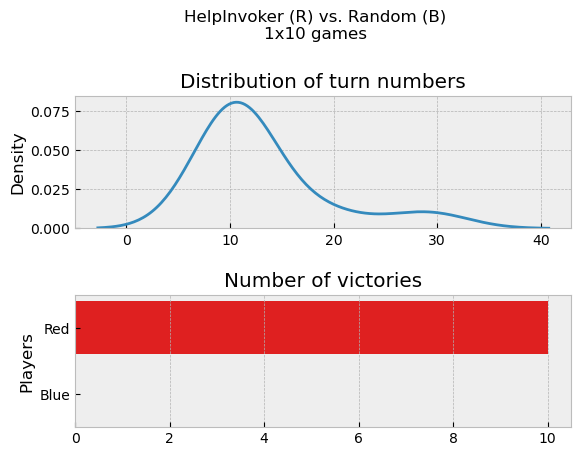 HelpInvoker (R) vs. Random (B)
1x10 games
Distribution of turn numbers
Density
0.075
0.050
0.025
0.000
0 10 20 30 40
Number of victories
Players
Red
Blue
0 2 4 6 8 10